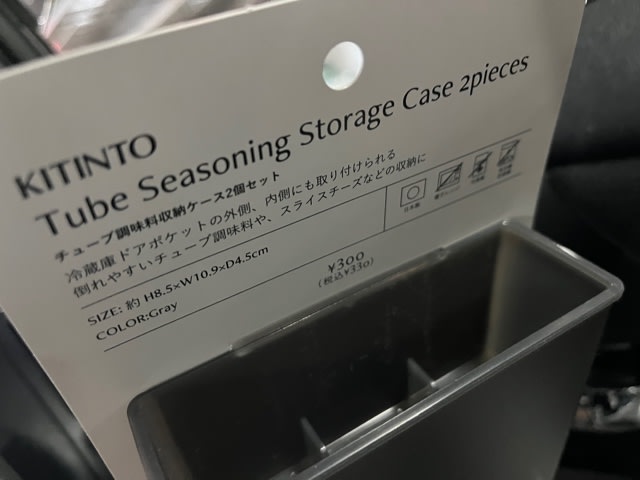 KITINTO
Tube Seasoning Storage Case 2pieces
チューブ調味料収納ケース2個セット
冷蔵庫ドアポケットの外側、内側にも取り付けられる
倒れやすいチューブ調味料や、スライスチーズなどの収納に
SIZE: 約 H8.5×W10.9×D4.5cm
COLOR:Gray
¥300
(税込¥330)
日本製